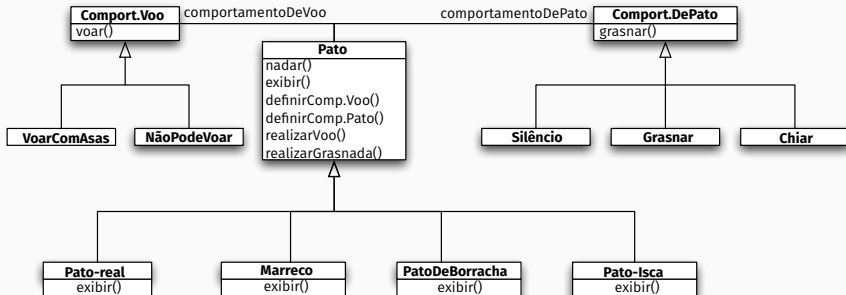 Comport.Voo
voar()
comportamentoDeVoo
comportamentoDePato
Comport.DePato
grasnar()
Pato
nadar()
exibir()
definirComp.Voo()
definirComp.Pato()
realizarVoo()
realizarGrasnada()
VoarComAsas
NãoPodeVoar
Silêncio
Grasnar
Chiar
Pato-real
exibir()
Marreco
exibir()
PatoDeBorracha
exibir()
Pato-Isca
exibir()